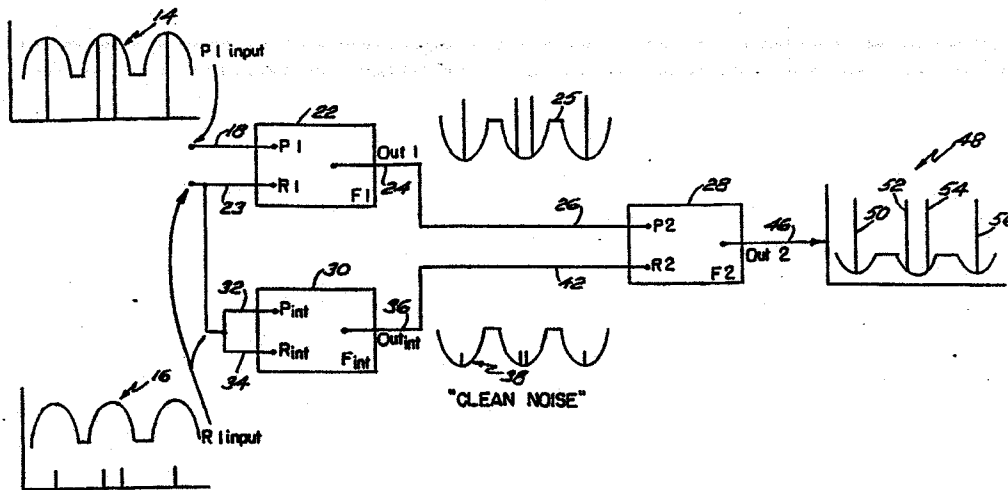 14
P1 input
22
25
18
P1
Out 1
48
R1
24
28
52
54
23
F1
50
56
26
P2
46
30
R2
Out 2
32
42
F2
Pint
36
Rint
Outint
34
Fint
38
16
"CLEAN NOISE"
R1 input